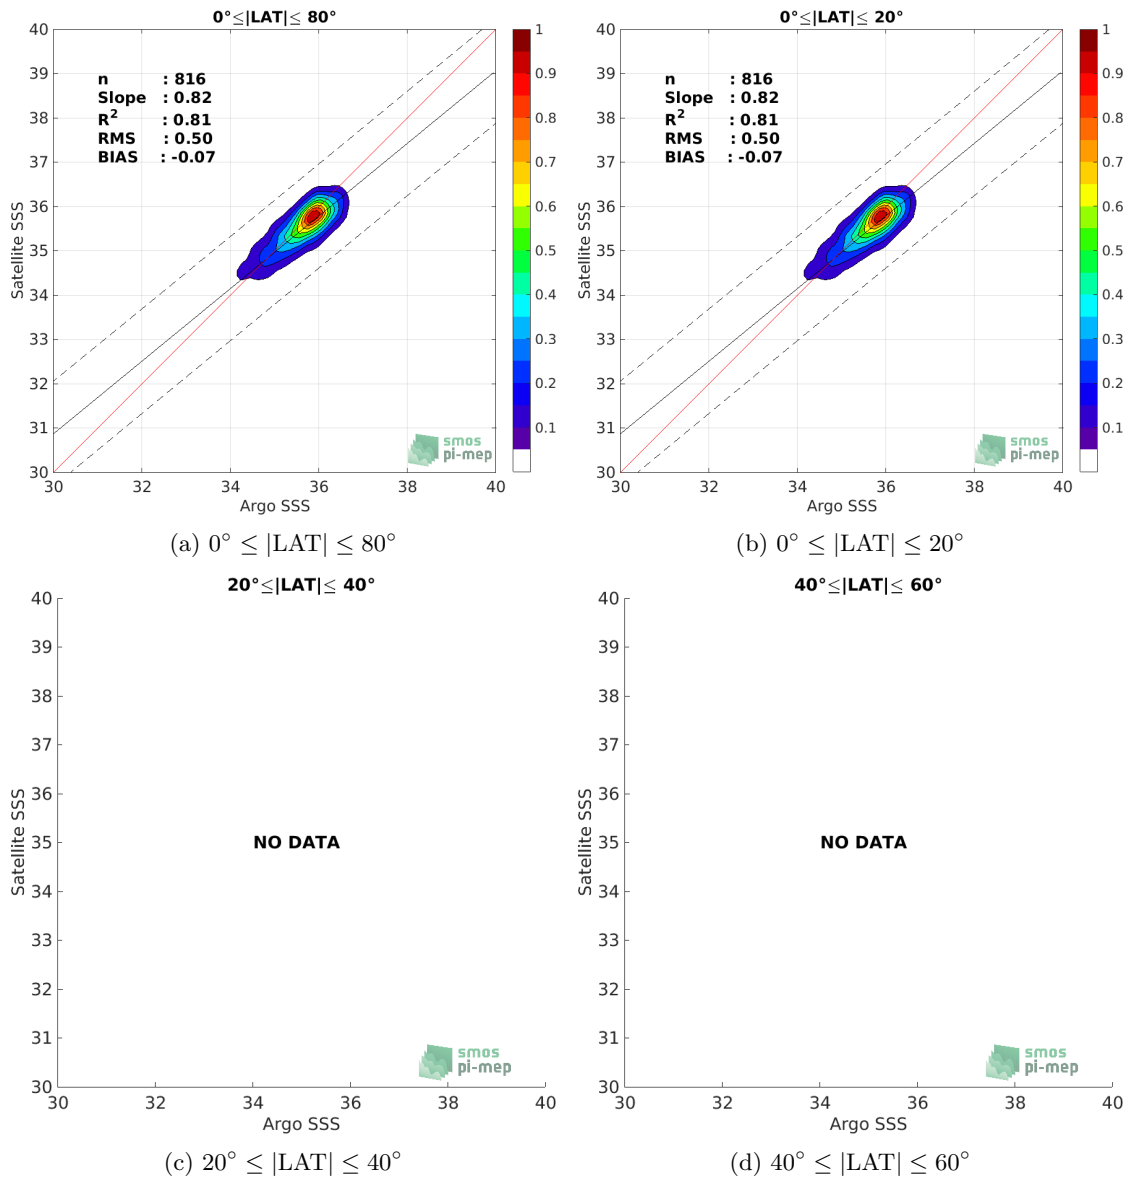 0°≤|LAT|≤ 80°
40
39
38
37
36
35
34
33
32
31
30
n : 816
Slope : 0.82
R2 : 0.81
RMS : 0.50
BIAS : -0.07
Satellite SSS
smos
pi-mep
30 32 34 36 38 40
Argo SSS
1
0.9
0.8
0.7
0.6
0.5
0.4
0.3
0.2
0.1
(a) 0° ≤ |LAT| ≤ 80°
0°≤|LAT|≤ 20°
40
39
38
37
36
35
34
33
32
31
30
n : 816
Slope : 0.82
R2 : 0.81
RMS : 0.50
BIAS : -0.07
Satellite SSS
smos
pi-mep
30 32 34 36 38 40
Argo SSS
1
0.9
0.8
0.7
0.6
0.5
0.4
0.3
0.2
0.1
(b) 0° ≤ |LAT| ≤ 20°
20°≤|LAT|≤ 40°
40
39
38
37
36
35
34
33
32
31
30
Satellite SSS
NO DATA
smos
pi-mep
30 32 34 36 38 40
Argo SSS
(c) 20° ≤ |LAT| ≤ 40°
40°≤|LAT|≤ 60°
40
39
38
37
36
35
34
33
32
31
30
Satellite SSS
NO DATA
smos
pi-mep
30 32 34 36 38 40
Argo SSS
(d) 40° ≤ |LAT| ≤ 60°